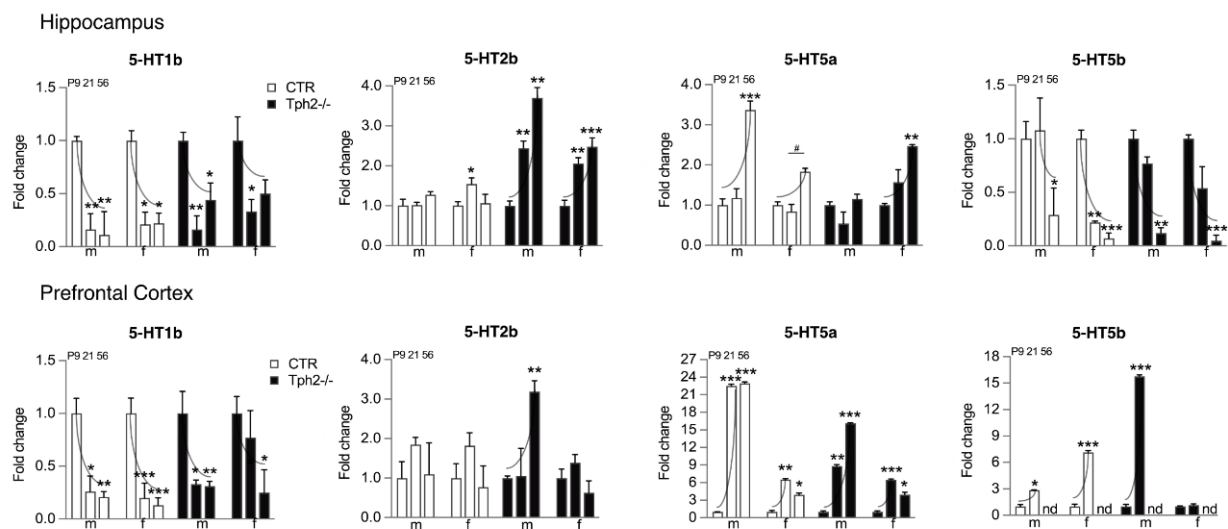 Hippocampus
5-HT1b
5-HT2b
5-HT5a
5-HT5b
Fold change
1.5
1.0
0.5
0.0
P9 21 56
** **
* *
** *
*
m f m f
CTR
Tph2-/-
Fold change
4.0
3.0
2.0
1.0
0.0
P9 21 56
*
** **
** ***
m f m f
Fold change
4.0
3.0
2.0
1.0
0.0
P9 21 56
***
#
**
m f m f
Fold change
1.5
1.0
0.5
0.0
P9 21 56
*
** ***
**
***
m f m f
Prefrontal Cortex
5-HT1b
5-HT2b
5-HT5a
5-HT5b
Fold change
1.5
1.0
0.5
0.0
P9 21 56
* **
*** ***
* **
*
m f m f
CTR
Tph2-/-
Fold change
4.0
3.0
2.0
1.0
0.0
P9 21 56
**
m f m f
Fold change
27
24
21
18
15
12
9
6
3
0
P9 21 56
*** ***
** *
** ***
*** *
m f m f
Fold change
18
15
12
9
6
3
0
P9 21 56
* nd
*** nd
*** nd
nd
m f m f